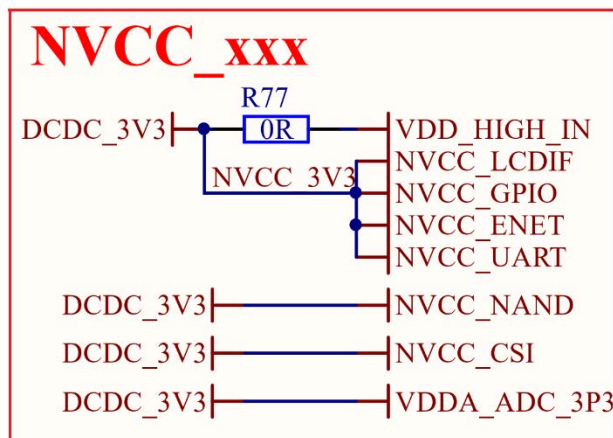 NVCC_xxx
R77
DCDC_3V3 0R VDD_HIGH_IN
NVCC_LCDIF
NVCC_3V3 NVCC_GPIO
NVCC_ENET
NVCC_UART
DCDC_3V3 NVCC_NAND
DCDC_3V3 NVCC_CSI
DCDC_3V3 VDDA_ADC_3P3